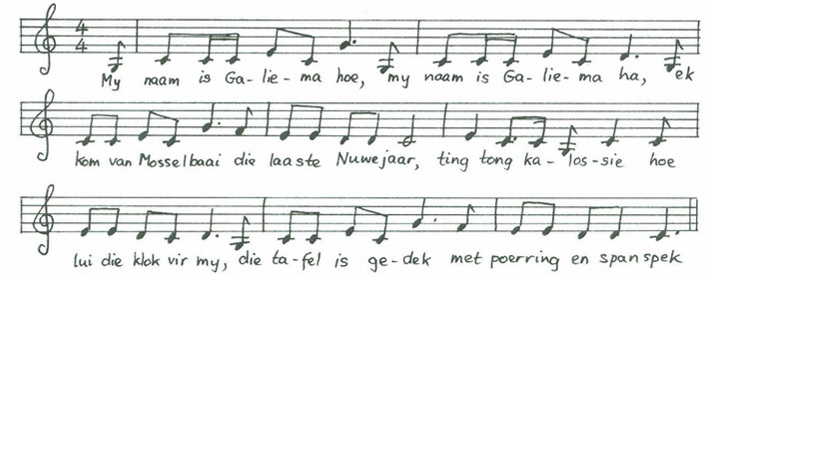 4
4
My naam is Ga-lie-ma hoe, my naam is Ga-lie-ma ha, ek
kom van Mosselbaai die laaste Nuwejaar, ting tong ka-los-sie hoe
lui die klok vir my, die ta-fel is ge-dek met poerring en spanspek